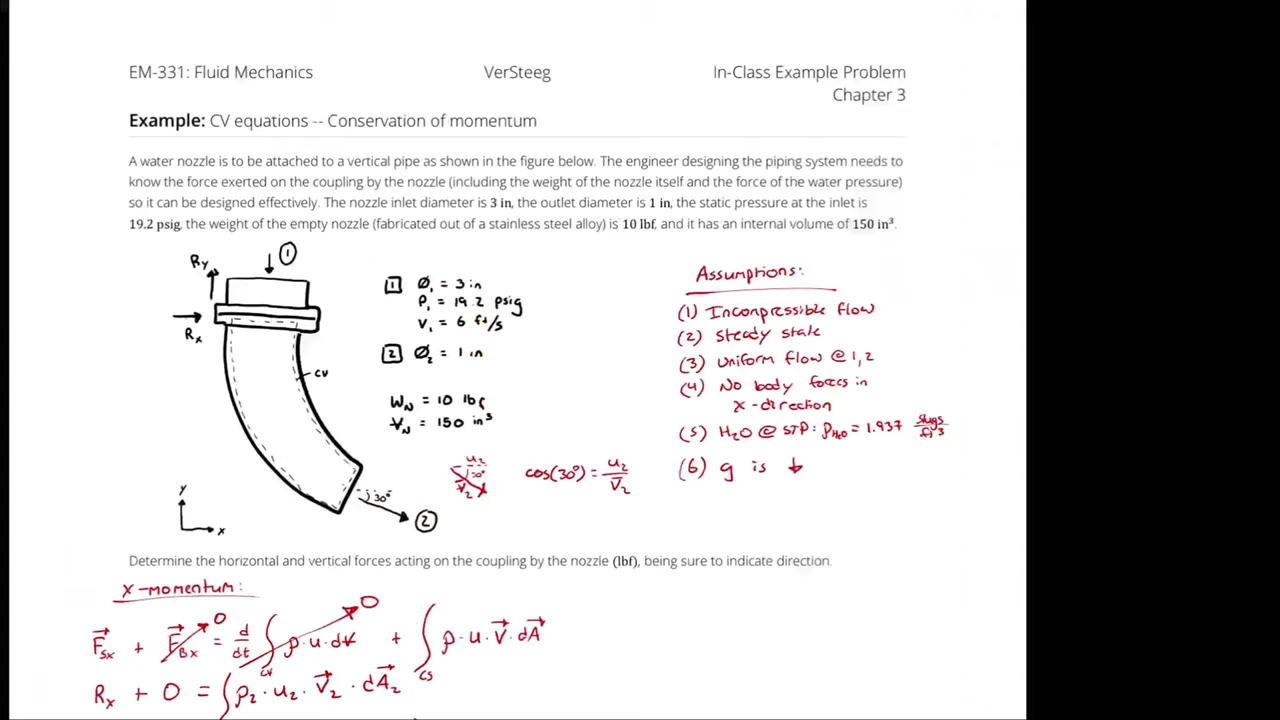 EM-331: Fluid Mechanics VerSteeg In-Class Example Problem
Chapter 3
Example: CV equations -- Conservation of momentum
A water nozzle is to be attached to a vertical pipe as shown in the figure below. The engineer designing the piping system needs to
know the force exerted on the coupling by the nozzle (including the weight of the nozzle itself and the force of the water pressure)
so it can be designed effectively. The nozzle inlet diameter is 3 in, the outlet diameter is 1 in, the static pressure at the inlet is
19.2 psig, the weight of the empty nozzle (fabricated out of a stainless steel alloy) is 10 lbf, and it has an internal volume of 150 in³.
Ry
1
Rx
CV
30°
2
y
x
1 Ø₁ = 3 in
P₁ = 19.2 psig
V₁ = 6 ft/s
2 Ø₂ = 1 in
W_N = 10 lbf
V_N = 150 in³
u₂
30°
V₂
cos(30°) = u₂/V₂
Assumptions:
(1) Incompressible flow
(2) Steady state
(3) Uniform flow @ 1,2
(4) No body forces in
x-direction
(5) H₂O @ STP: ρH₂O = 1.937 slugs/ft³
(6) g is ↓
Determine the horizontal and vertical forces acting on the coupling by the nozzle (lbf), being sure to indicate direction.
x-momentum:
F⃗sx + F⃗Bx = d/dt ∫cv ρ·u·dV + ∫cs ρ·u·V⃗·dA⃗
0 0
Rx + 0 = ∫ρ₂·u₂·V⃗₂·dA⃗₂